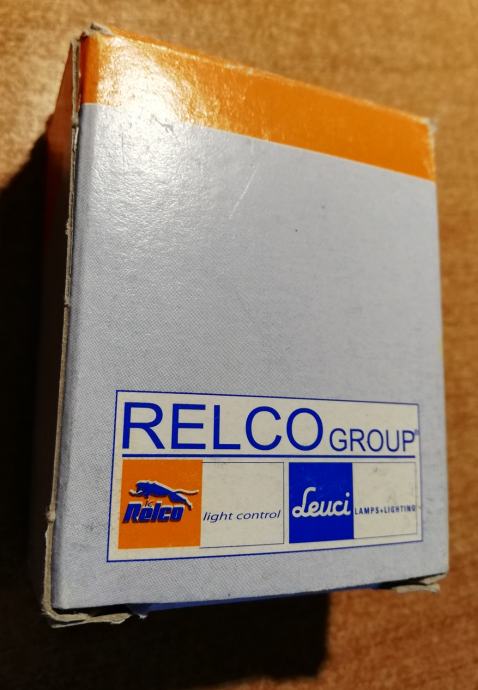 RELCO GROUP®
Relco light control
Leuci LAMPS+LIGHTING